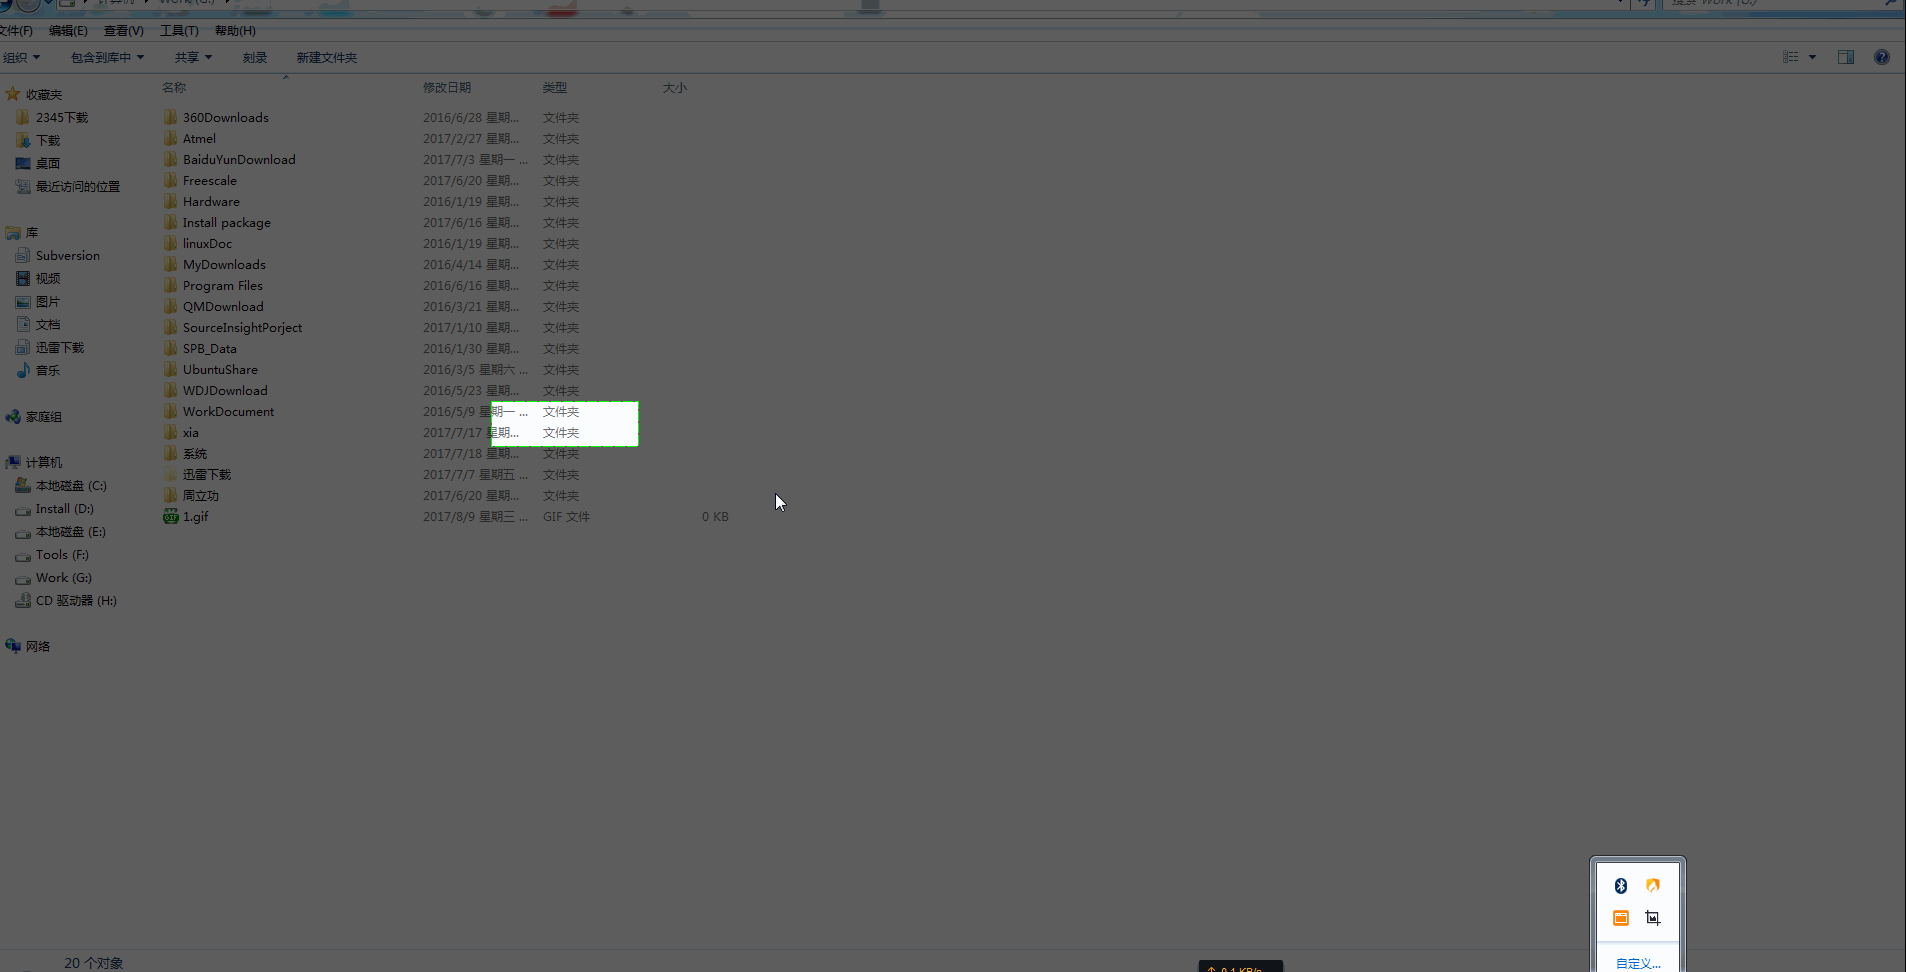 计算机 Work (G:)
搜索 Work (G:)
文件(F) 编辑(E) 查看(V) 工具(T) 帮助(H)
组织 包含到库中 共享 刻录 新建文件夹
名称 修改日期 类型 大小
收藏夹
2345下载
下载
桌面
最近访问的位置
库
Subversion
视频
图片
文档
迅雷下载
音乐
家庭组
计算机
本地磁盘 (C:)
Install (D:)
本地磁盘 (E:)
Tools (F:)
Work (G:)
CD 驱动器 (H:)
网络
360Downloads 2016/6/28 星期... 文件夹
Atmel 2017/2/27 星期... 文件夹
BaiduYunDownload 2017/7/3 星期一 ... 文件夹
Freescale 2017/6/20 星期... 文件夹
Hardware 2016/1/19 星期... 文件夹
Install package 2017/6/16 星期... 文件夹
linuxDoc 2016/1/19 星期... 文件夹
MyDownloads 2016/4/14 星期... 文件夹
Program Files 2016/6/16 星期... 文件夹
QMDownload 2016/3/21 星期... 文件夹
SourceInsightPorject 2017/1/10 星期... 文件夹
SPB_Data 2016/1/30 星期... 文件夹
UbuntuShare 2016/3/5 星期六 ... 文件夹
WDJDownload 2016/5/23 星期... 文件夹
WorkDocument 2016/5/9 星期一 ... 文件夹
xia 2017/7/17 星期... 文件夹
系统 2017/7/18 星期... 文件夹
迅雷下载 2017/7/7 星期五 ... 文件夹
周立功 2017/6/20 星期... 文件夹
1.gif 2017/8/9 星期三 ... GIF 文件 0 KB
20 个对象
自定义...